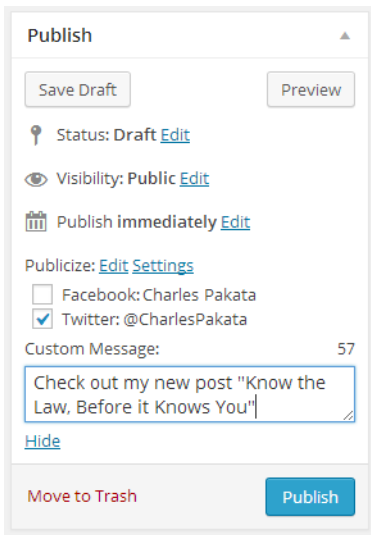 Publish
Save Draft Preview
Status: Draft Edit
Visibility: Public Edit
Publish immediately Edit
Publicize: Edit Settings
Facebook: Charles Pakata
Twitter: @CharlesPakata
Custom Message: 57
Check out my new post "Know the
Law, Before it Knows You"
Hide
Move to Trash Publish